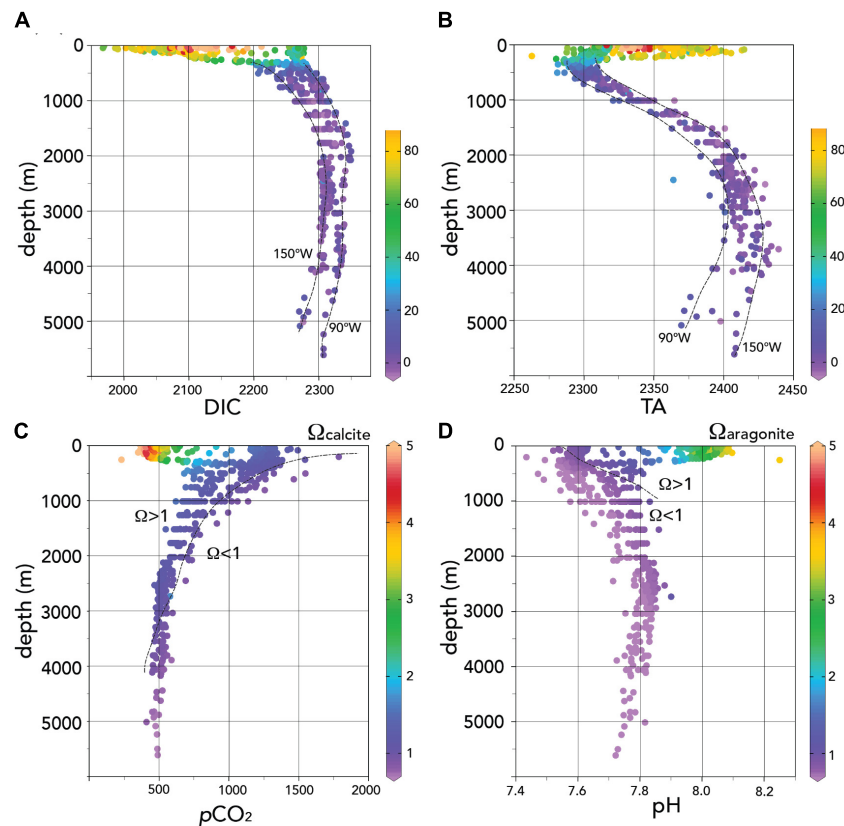 A
B
0
1000
2000
3000
4000
5000
depth (m)
150°W
90°W
2000
2100
2200
2300
DIC
80
60
40
20
0
0
1000
2000
3000
4000
5000
depth (m)
90°W
150°W
2250
2300
2350
2400
2450
TA
80
60
40
20
0
C
Ωcalcite
D
Ωaragonite
0
1000
2000
3000
4000
5000
depth (m)
Ω>1
Ω<1
500
1000
1500
2000
pCO2
5
4
3
2
1
0
1000
2000
3000
4000
5000
depth (m)
Ω>1
Ω<1
7.4
7.6
7.8
8.0
8.2
pH
5
4
3
2
1